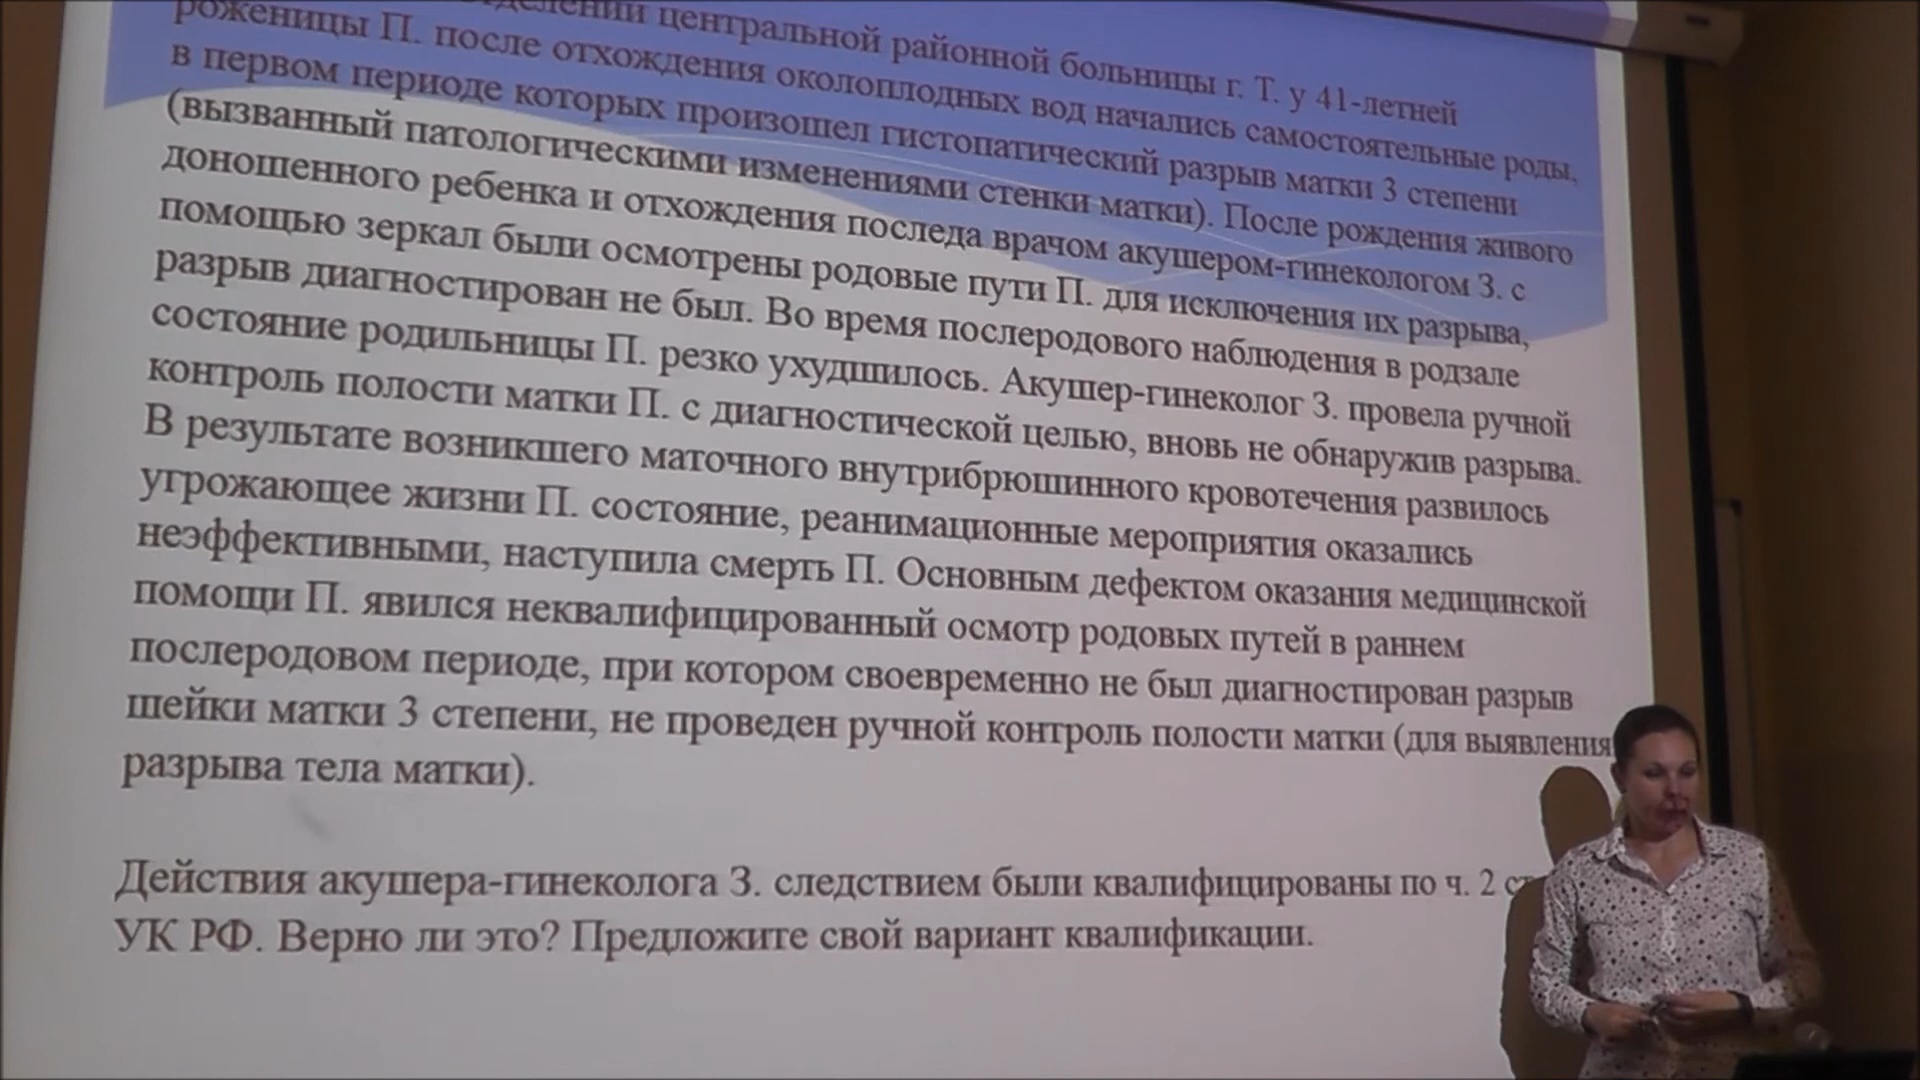 центральной районной больницы г. Т. у 41-летней
роженицы П. после отхождения околоплодных вод начались самостоятельные роды,
в первом периоде которых произошел гистопатический разрыв матки 3 степени
(вызванный патологическими изменениями стенки матки). После рождения живого
доношенного ребенка и отхождения последа врачом акушером-гинекологом З. с
помощью зеркал были осмотрены родовые пути П. для исключения их разрыва,
разрыв диагностирован не был. Во время послеродового наблюдения в родзале
состояние родильницы П. резко ухудшилось. Акушер-гинеколог З. провела ручной
контроль полости матки П. с диагностической целью, вновь не обнаружив разрыва.
В результате возникшего маточного внутрибрюшинного кровотечения развилось
угрожающее жизни П. состояние, реанимационные мероприятия оказались
неэффективными, наступила смерть П. Основным дефектом оказания медицинской
помощи П. явился неквалифицированный осмотр родовых путей в раннем
послеродовом периоде, при котором своевременно не был диагностирован разрыв
шейки матки 3 степени, не проведен ручной контроль полости матки (для выявления
разрыва тела матки).
Действия акушера-гинеколога З. следствием были квалифицированы по ч. 2
УК РФ. Верно ли это? Предложите свой вариант квалификации.